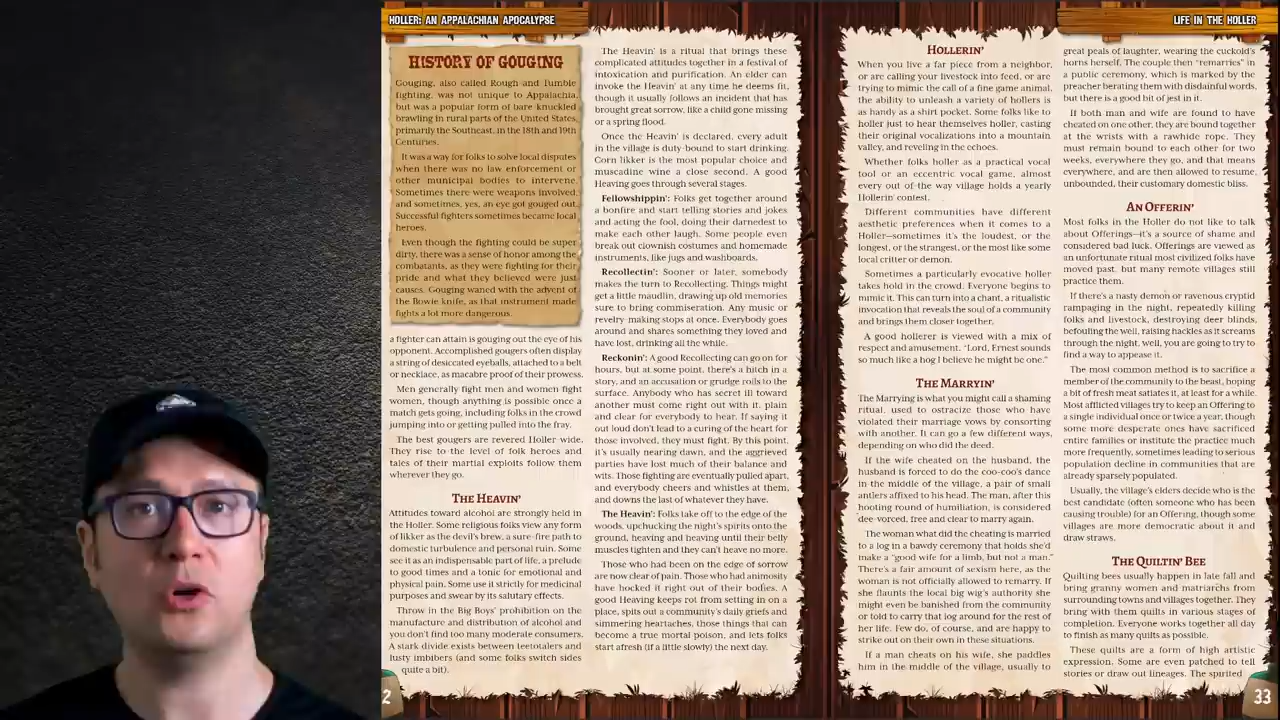 HOLLER: AN APPALACHIAN APOCALYPSE
HISTORY OF GOUGING
Gouging, also called Rough and Tumble
fighting, was not unique to Appalachia,
but was a popular form of bare-knuckled
brawling in rural parts of the United States,
primarily the Southeast, in the 18th and 19th
Centuries.
It was a way for folks to solve local disputes
when there was no law enforcement or
other municipal bodies to intervene.
Sometimes there were weapons involved,
and sometimes, yes, an eye got gouged out.
Successful fighters sometimes became local
heroes.
Even though the fighting could be super
dirty, there was a sense of honor among the
combatants, as they were fighting for their
pride and what they believed were just
causes. Gouging waned with the advent of
the Bowie knife, as that instrument made
fights a lot more dangerous.
a fighter can attain is gouging out the eye of his
opponent. Accomplished gougers often display
a string of desiccated eyeballs, attached to a belt
or necklace, as macabre proof of their prowess.
Men generally fight men and women fight
women, though anything is possible once a
match gets going, including folks in the crowd
jumping into or getting pulled into the fray.
The best gougers are revered Holler wide.
They rise to the level of folk heroes and
tales of their martial exploits follow them
wherever they go.
THE HEAVIN'
Attitudes toward alcohol are strongly held in
the Holler. Some religious folks view any form
of likker as the devil's brew, a sure-fire path to
domestic turbulence and personal ruin. Some
see it as an indispensable part of life, a prelude
to good times and a tonic for emotional and
physical pain. Some use it strictly for medicinal
purposes and swear by its salutary effects.
Throw in the Big Boys' prohibition on the
manufacture and distribution of alcohol and
you don't find too many moderate consumers.
A stark divide exists between teetotalers and
lusty imbibers (and some folks switch sides
quite a bit).
2
The Heavin' is a ritual that brings these
complicated attitudes together in a festival of
intoxication and purification. An elder can
invoke the Heavin' at any time he deems fit,
though it usually follows an incident that has
brought great sorrow, like a child gone missing
or a spring flood.
Once the Heavin' is declared, every adult
in the village is duty-bound to start drinking.
Corn likker is the most popular choice and
muscadine wine a close second. A good
Heaving goes through several stages.
Fellowshippin': Folks get together around
a bonfire and start telling stories and jokes
and acting the fool, doing their darnedest to
make each other laugh. Some people even
break out clownish costumes and homemade
instruments, like jugs and washboards.
Recollectin': Sooner or later, somebody
makes the turn to Recollecting. Things might
get a little maudlin, drawing up old memories
sure to bring commiseration. Any music or
revelry-making stops at once. Everybody goes
around and shares something they loved and
have lost, drinking all the while.
Reckonin': A good Recollecting can go on for
hours, but at some point, there's a hitch in a
story, and an accusation or grudge roils to the
surface. Anybody who has secret ill toward
another must come right out with it, plain
and clear for everybody to hear. If saying it
out loud don't lead to a curing of the heart for
those involved, they must fight. By this point,
it's usually nearing dawn, and the aggrieved
parties have lost much of their balance and
wits. Those fighting are eventually pulled apart,
and everybody cheers and whistles at them,
and downs the last of whatever they have.
The Heavin': Folks take off to the edge of the
woods, upchucking the night's spirits onto the
ground, heaving and heaving until their belly
muscles tighten and they can't heave no more.
Those who had been on the edge of sorrow
are now clear of pain. Those who had animosity
have hocked it right out of their bodies. A
good Heaving keeps rot from setting in on a
place, spits out a community's daily griefs and
simmering heartaches, those things that can
become a true mortal poison, and lets folks
start afresh (if a little slowly) the next day.
LIFE IN THE HOLLER
HOLLERIN'
When you live a far piece from a neighbor,
or are calling your livestock into feed, or are
trying to mimic the call of a fine game animal,
the ability to unleash a variety of hollers is
as handy as a shirt pocket. Some folks like to
holler just to hear themselves holler, casting
their original vocalizations into a mountain
valley, and reveling in the echoes.
Whether folks holler as a practical vocal
tool or an eccentric vocal game, almost
every out-of-the-way village holds a yearly
Hollerin' contest.
Different communities have different
aesthetic preferences when it comes to a
Holler—sometimes it's the loudest, or the
longest, or the strangest, or the most like some
local critter or demon.
Sometimes a particularly evocative holler
takes hold in the crowd. Everyone begins to
mimic it. This can turn into a chant, a ritualistic
invocation that reveals the soul of a community
and brings them closer together.
A good hollerer is viewed with a mix of
respect and amusement. "Lord, Ernest sounds
so much like a hog I believe he might be one."
THE MARRYIN'
The Marrying is what you might call a shaming
ritual, used to ostracize those who have
violated their marriage vows by consorting
with another. It can go a few different ways,
depending on who did the deed.
If the wife cheated on the husband, the
husband is forced to do the coo-coo's dance
in the middle of the village, a pair of small
antlers affixed to his head. The man, after this
hooting round of humiliation, is considered
dee-vorced, free and clear to marry again.
The woman what did the cheating is married
to a log in a bawdy ceremony that holds she'd
make a "good wife for a limb, but not a man."
There's a fair amount of sexism here, as the
woman is not officially allowed to remarry. If
she flaunts the local big wig's authority she
might even be banished from the community
or told to carry that log around for the rest of
her life. Few do, of course, and are happy to
strike out on their own in these situations.
If a man cheats on his wife, she paddles
him in the middle of the village, usually to
great peals of laughter, wearing the cuckold's
horns herself. The couple then "remarries" in
a public ceremony, which is marked by the
preacher berating them with disdainful words,
but there is a good bit of jest in it.
If both man and wife are found to have
cheated on one other, they are bound together
at the wrists with a rawhide rope. They
must remain bound to each other for two
weeks, everywhere they go, and that means
everywhere, and are then allowed to resume,
unbounded, their customary domestic bliss.
AN OFFERIN'
Most folks in the Holler do not like to talk
about Offerings—it's a source of shame and
considered bad luck. Offerings are viewed as
an unfortunate ritual most civilized folks have
moved past, but many remote villages still
practice them.
If there's a nasty demon or ravenous cryptid
rampaging in the night, repeatedly killing
folks and livestock, destroying deer blinds,
befouling the well, raising hackles as it screams
through the night, well, you are going to try to
find a way to appease it.
The most common method is to sacrifice a
member of the community to the beast, hoping
a bit of fresh meat satiates it, at least for a while.
Most afflicted villages try to keep an Offering to
a single individual once or twice a year, though
some more desperate ones have sacrificed
entire families or institute the practice much
more frequently, sometimes leading to serious
population decline in communities that are
already sparsely populated.
Usually, the village's elders decide who is the
best candidate (often someone who has been
causing trouble) for an Offering, though some
villages are more democratic about it and
draw straws.
THE QUILTIN' BEE
Quilting bees usually happen in late fall and
bring granny women and matriarchs from
surrounding towns and villages together. They
bring with them quilts in various stages of
completion. Everyone works together all day
to finish as many quilts as possible.
These quilts are a form of high artistic
expression. Some are even patched to tell
stories or draw out lineages. The spirited
33